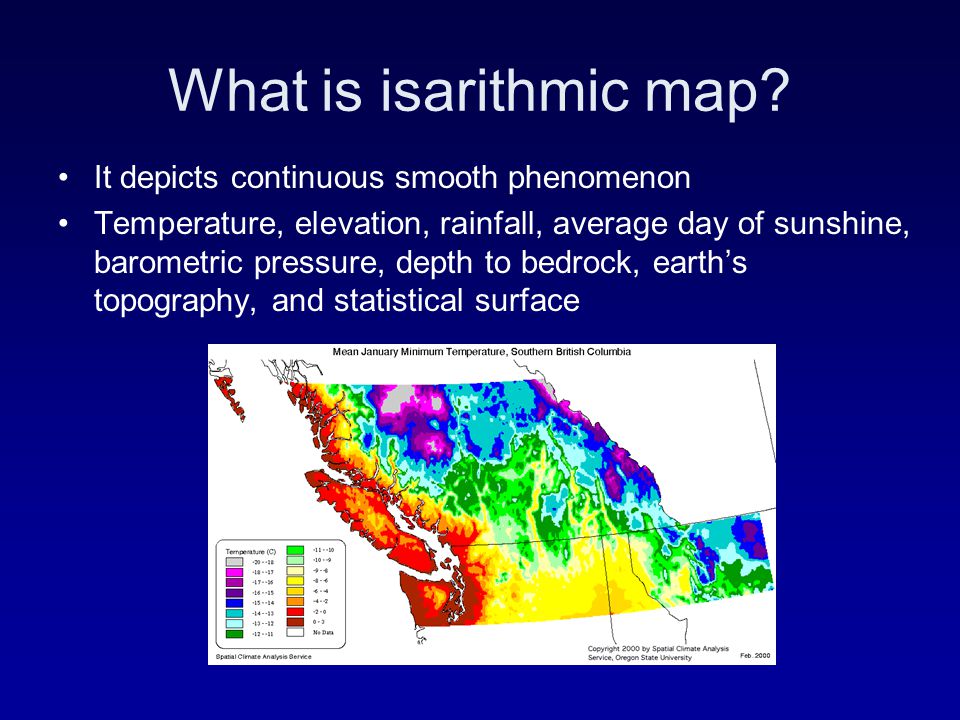 What is isarithmic map?
• It depicts continuous smooth phenomenon
• Temperature, elevation, rainfall, average day of sunshine,
barometric pressure, depth to bedrock, earth's
topography, and statistical surface
Mean January Minimum Temperature, Southern British Columbia
Temperature (C)
-20 - -18
-18 - -17
-17 - -16
-16 - -15
-15 - -14
-14 - -13
-13 - -12
-12 - -11
-11 - -10
-10 - -9
-9 - -8
-8 - -6
-6 - -4
-4 - -2
-2 - 0
0 - 3
No Data
Spatial Climate Analysis Service
Copyright 2000 by Spatial Climate Analysis
Service, Oregon State University
Feb. 2000